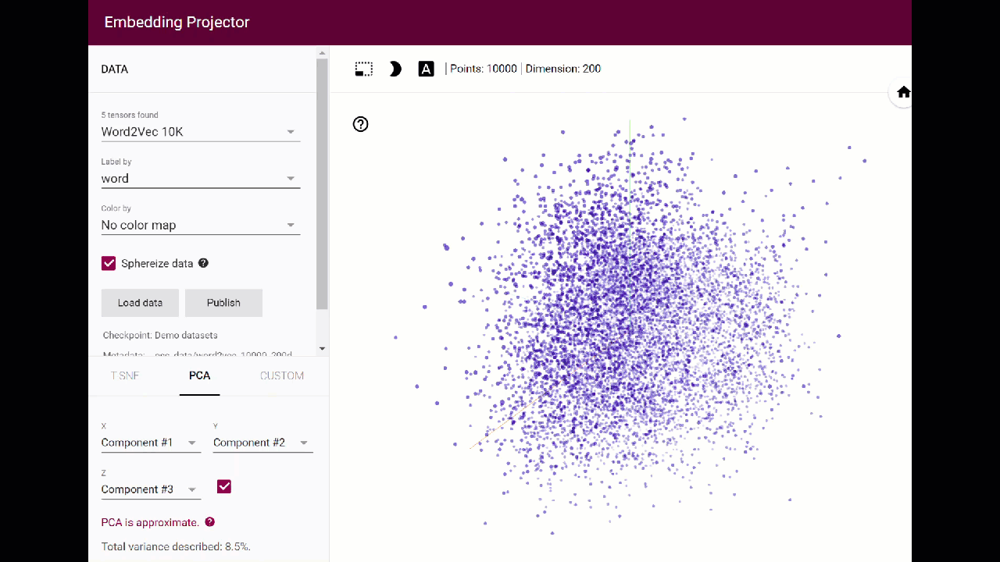 Embedding Projector
DATA
A | Points: 10000 | Dimension: 200
5 tensors found
Word2Vec 10K
Label by
word
Color by
No color map
Sphereize data
Load data Publish
Checkpoint: Demo datasets
T-SNE PCA CUSTOM
X Y
Component #1 Component #2
Z
Component #3
PCA is approximate.
Total variance described: 8.5%.